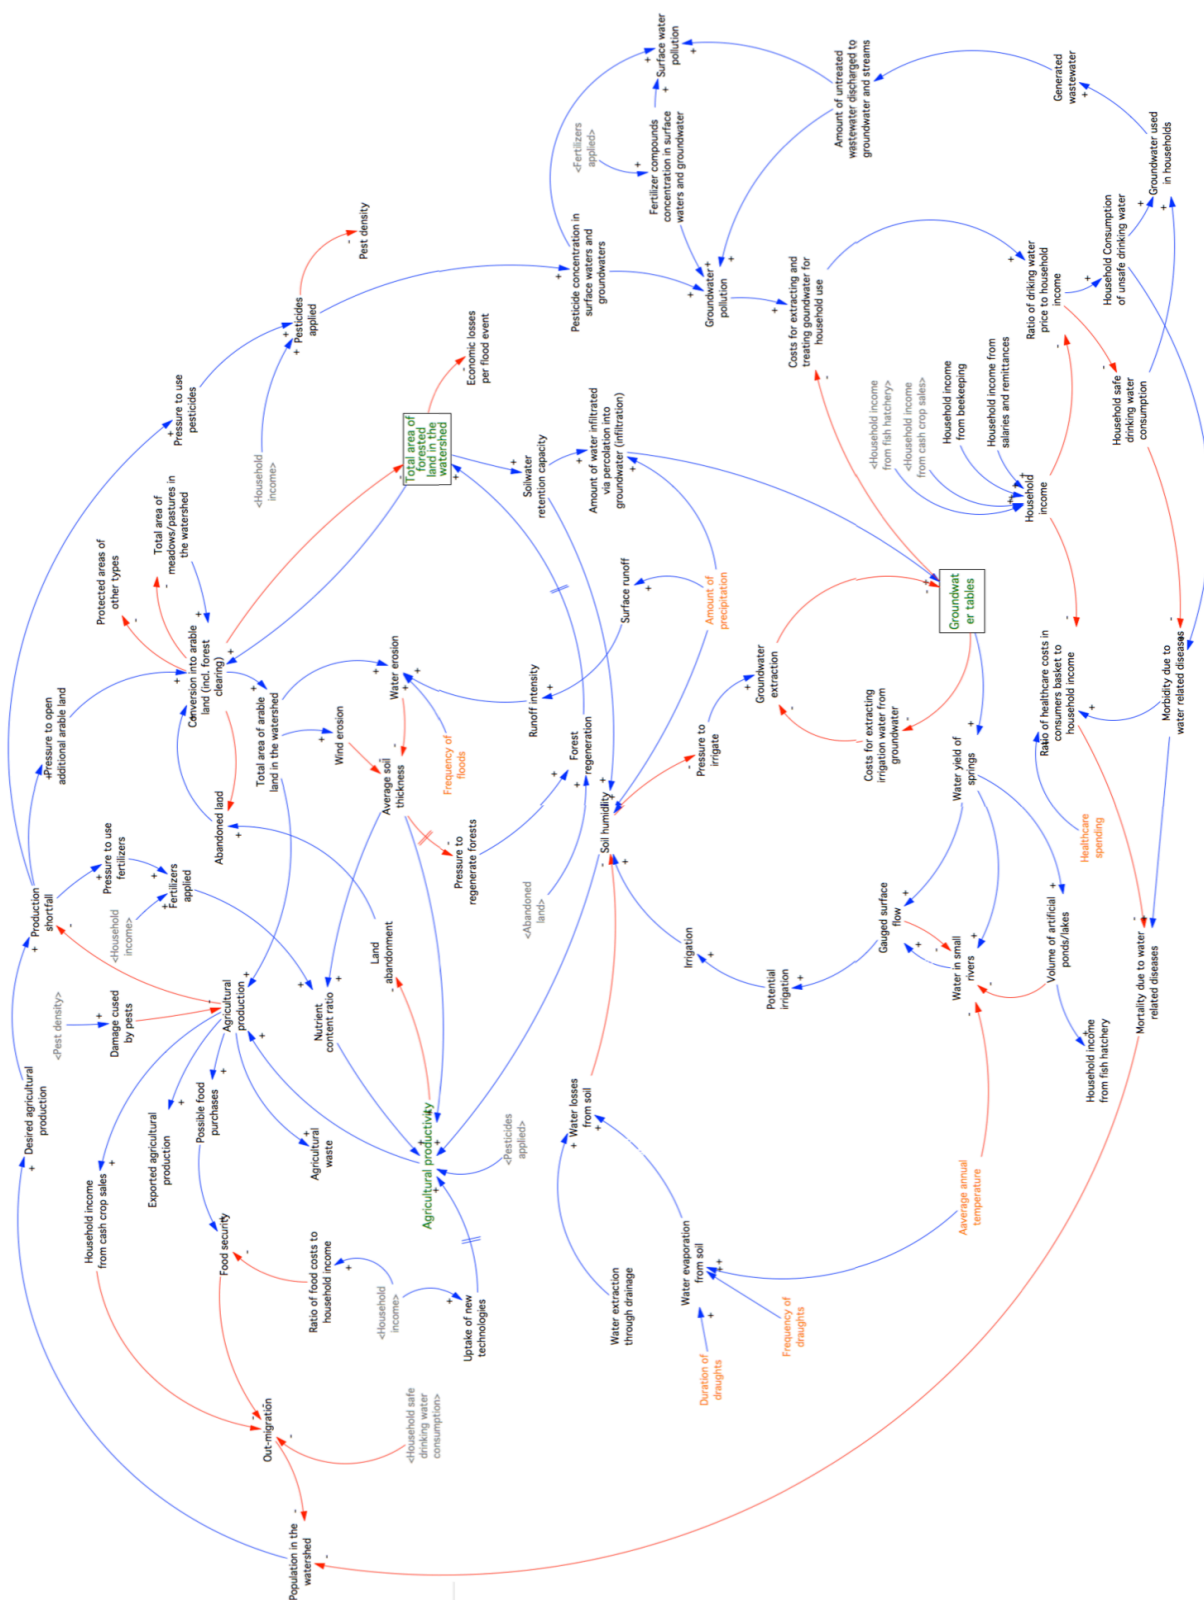 Population in the
watershed
Out-migration
<Household safe
drinking water
consumption>
Desired agricultural
production
Household income
from cash crop sales
Exported agricultural
production
Possible food
purchases
Food security
Ratio of food costs to
household income
<Household
income>
Uptake of new
technologies
Agricultural
waste
Agricultural productivity
<Pesticides
applied>
<Pest density>
Damage cused
by pests
Agricultural
production
Nutrient
content ratio
Land
abandonment
Production
shortfall
<Household
income>
Pressure to use
fertilizers
Fertilizers
applied
Abandoned land
Pressure to open
additional arable land
Conversion into arable
land (incl. forest
clearing)
Protected areas of
other types
Total area of
meadows/pastures in
the watershed
Total area of arable
land in the watershed
Wind erosion
Water erosion
Average soil
thickness
Frequency of
floods
Pressure to
regenerate forests
<Abandoned
land>
Forest
regeneration
Runoff intensity
Surface runoff
Pressure to use
pesticides
<Household
income>
Pesticides
applied
Pest density
Total area of
forested
land in the
watershed
Economic losses
per flood event
Soilwater
retention capacity
Amount of water infiltrated
via percolation into
groundwater (infiltration)
Amount of
precipitation
Soil humidity
Pressure to
irrigate
Groundwater
extraction
Costs for extracting
irrigation water from
groundwater
Groundwat
er tables
Water yield of
springs
Irrigation
Potential
irrigation
Gauged surface
flow
Water in small
rivers
Volume of artificial
ponds/lakes
Household income
from fish hatchery
Water losses
from soil
Water extraction
through drainage
Water evaporation
from soil
Duration of
draughts
Frequency of
draughts
Aaverage annual
temperature
Pesticide concentration in
surface waters and
groundwaters
<Fertilizers
applied>
Fertilizer compounds
concentration in surface
waters and groundwater
Surface water
pollution
Groundwater
pollution
Amount of untreated
wastewater discharged to
groundwater and streams
Generated
wastewater
Costs for extracting and
treating goundwater for
household use
<Household income
from fish hatchery>
<Household income
from cash crop sales>
Household income
from beekeeping
Household income from
salaries and remittances
Household
income
Ratio of driking water
price to household
income
Household Consumption
of unsafe drinking water
Groundwater used
in households
Household safe
drinking water
consumption
Ratio of healthcare costs in
consumers basket to
household income
Healthcare
spending
Morbidity due to
water related diseases
Mortality due to water
related diseases